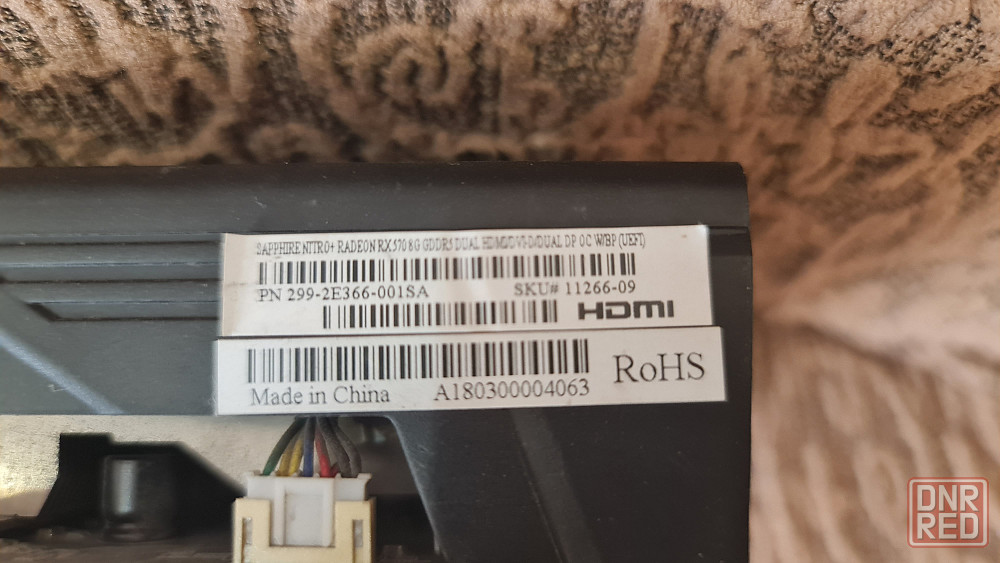 SAPPHIRE NITRO+ RADEON RX 570 8G GDDR5 DUAL HDMI/DVI-D/DUAL DP OC W/BP (UEFI)
PN 299-2E366-001SA SKU# 11266-09
HDMI
RoHS
Made in China A180300004063
DNR
RED